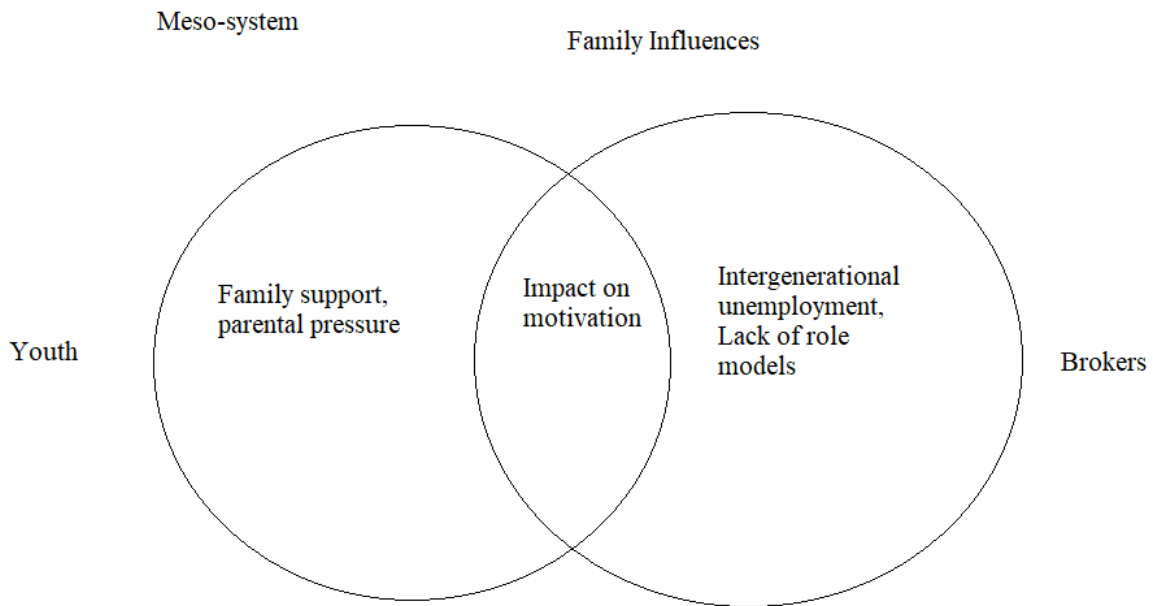 Meso-system
Family Influences
Family support,
parental pressure
Impact on
motivation
Intergenerational
unemployment,
Lack of role
models
Youth
Brokers